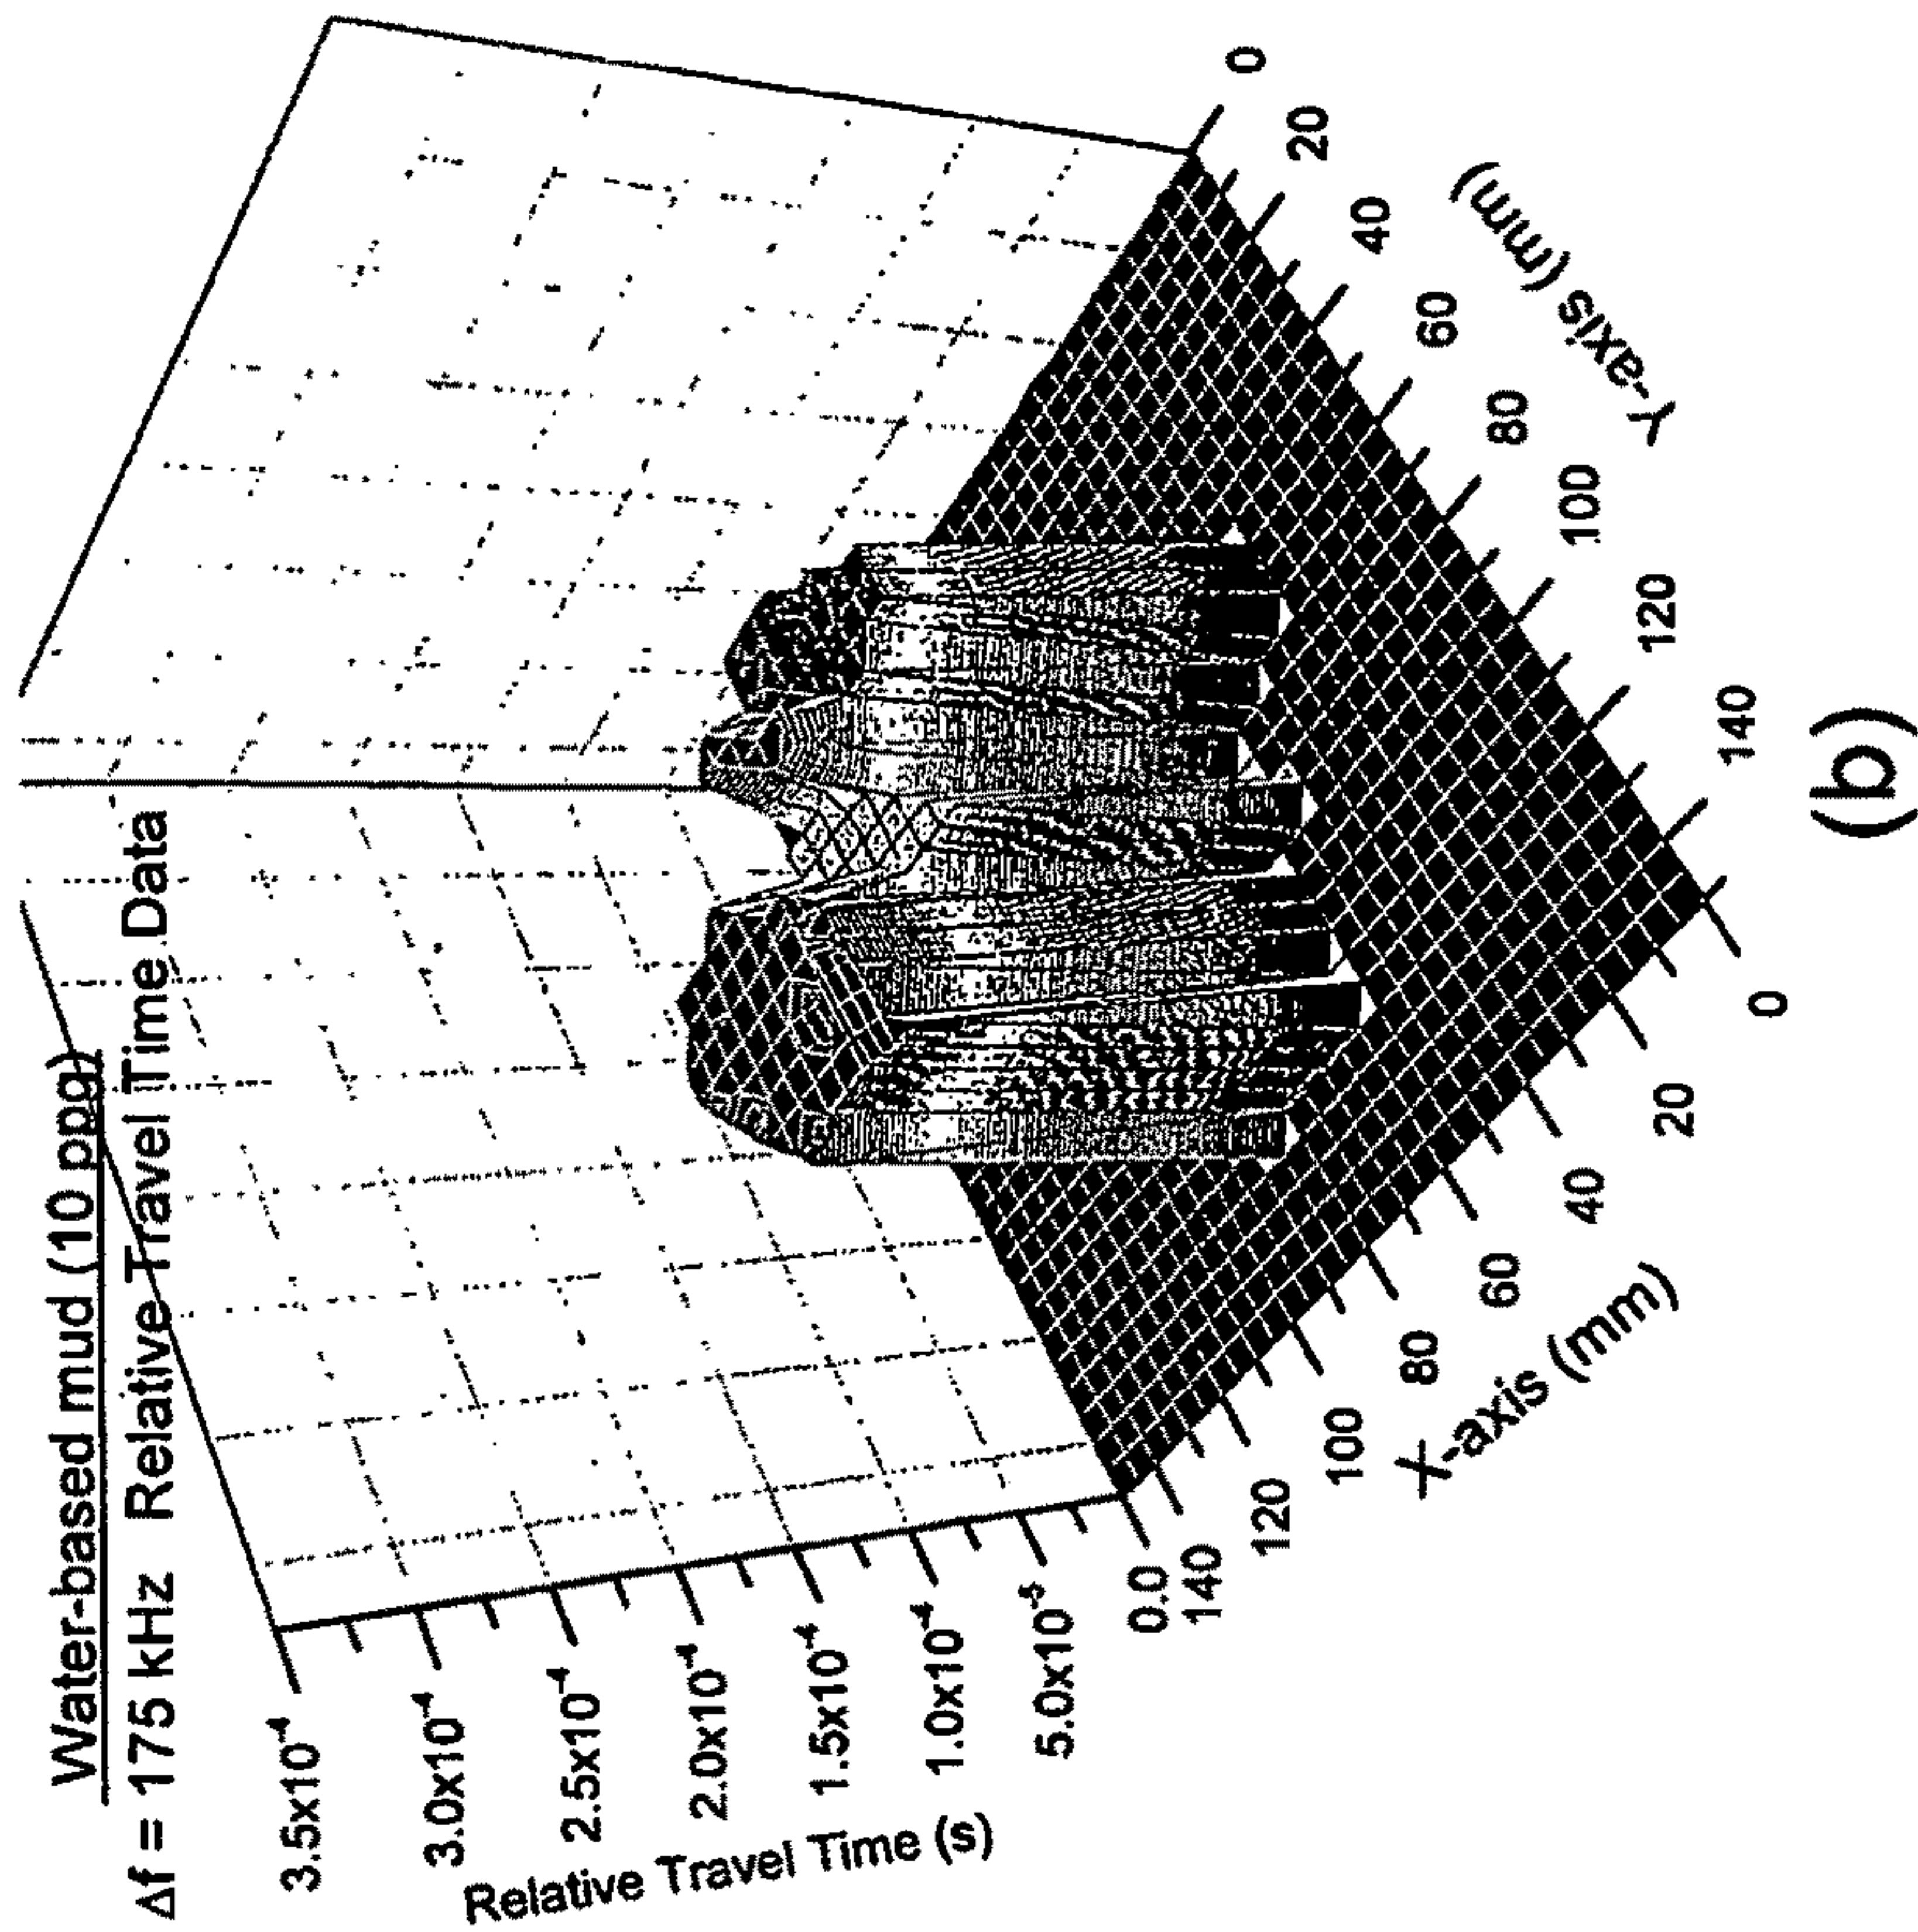 Water-based mud (10 ppg)
Δf = 175 kHz Relative Travel Time Data
3.5x10⁻⁴
3.0x10⁻⁴
2.5x10⁻⁴
2.0x10⁻⁴
1.5x10⁻⁴
1.0x10⁻⁴
5.0x10⁻⁵
0.0
Relative Travel Time (s)
140
120
100
80
60
40
20
0
X-axis (mm)
140
120
100
80
60
40
20
0
Y-axis (mm)
(b)